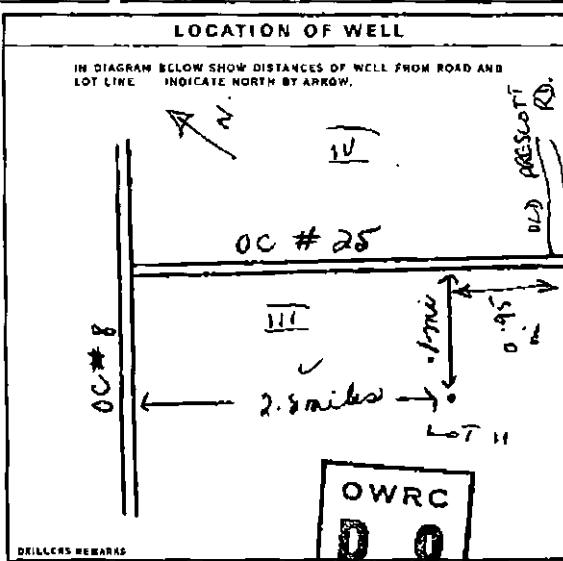 LOCATION OF WELL
IN DIAGRAM BELOW SHOW DISTANCES OF WELL FROM ROAD AND
LOT LINE INDICATE NORTH BY ARROW.
N.
IV
OLD PRESCOTT RD.
OC # 25
OC # 8
III
.1 mi
0.95
2.8 miles
LOT 11
OWRC
D O
DRILLERS REMARKS